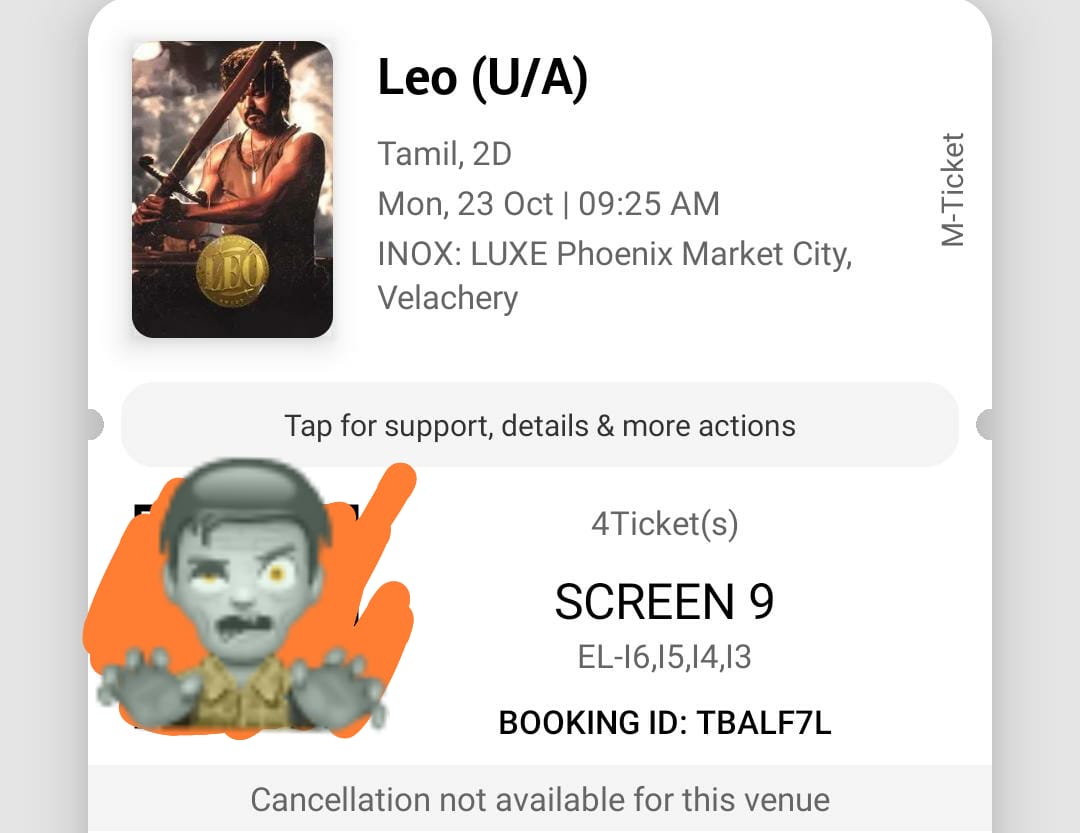 Leo (U/A)
Tamil, 2D
Mon, 23 Oct | 09:25 AM
INOX: LUXE Phoenix Market City,
Velachery
M-Ticket
LEO
Tap for support, details & more actions
4Ticket(s)
SCREEN 9
EL-I6,I5,I4,I3
BOOKING ID: TBALF7L
Cancellation not available for this venue